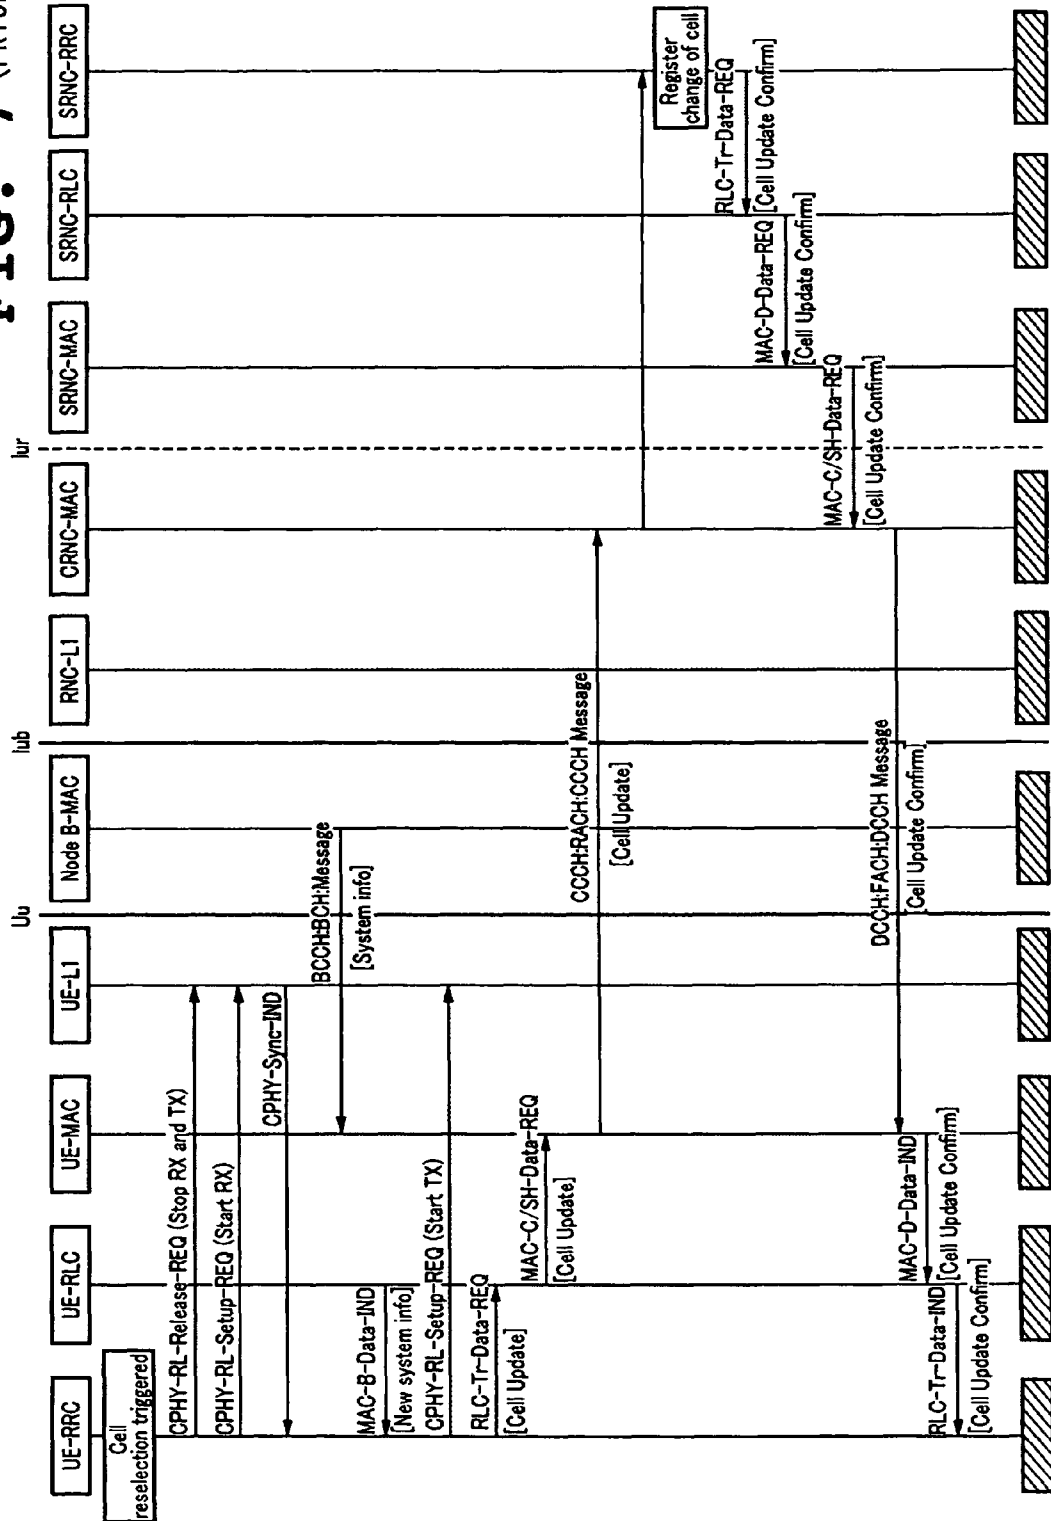 FIG. 7
Uu
Iub
Iur
UE-RRC
UE-RLC
UE-MAC
UE-L1
Node B-MAC
RNC-L1
CRNC-MAC
SRNC-MAC
SRNC-RLC
SRNC-RRC
Cell
reselection triggered
CPHY-RL-Release-REQ (Stop RX and TX)
CPHY-RL-Setup-REQ (Start RX)
CPHY-Sync-IND
BCCH:BCH:Message
[System info]
MAC-B-Data-IND
[New system info]
CPHY-RL-Setup-REQ (Start TX)
RLC-Tr-Data-REQ
[Cell Update]
MAC-C/SH-Data-REQ
[Cell Update]
CCCH:RACH:CCCH Message
[Cell Update]
Register
change of cell
RLC-Tr-Data-REQ
[Cell Update Confirm]
MAC-D-Data-REQ
[Cell Update Confirm]
MAC-C/SH-Data-REQ
[Cell Update Confirm]
DCCH:FACH:DCCH Message
[Cell Update Confirm]
MAC-D-Data-IND
[Cell Update Confirm]
RLC-Tr-Data-IND
[Cell Update Confirm]